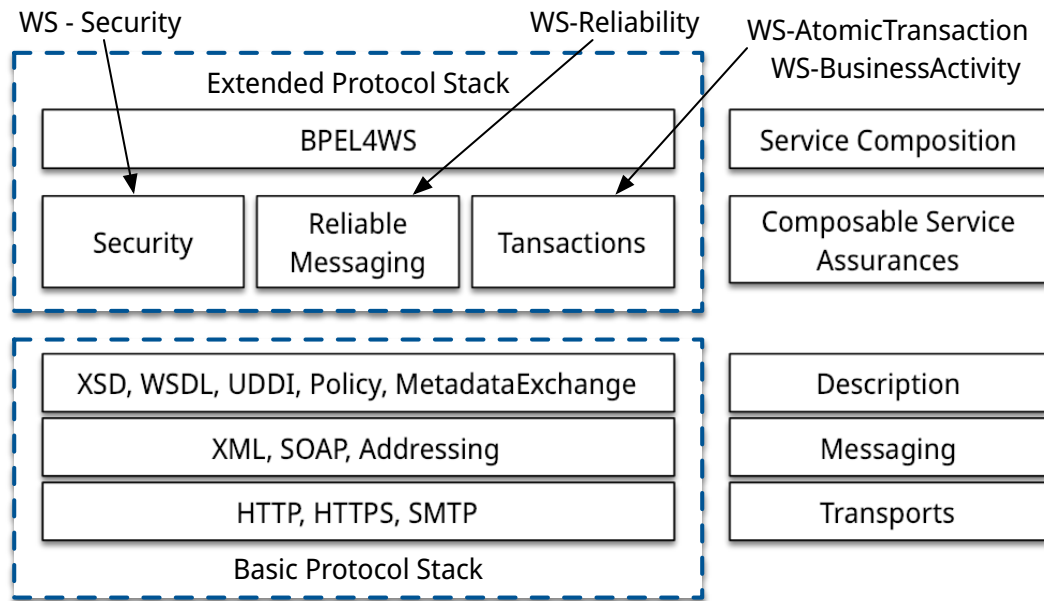 WS - Security
WS-Reliability
WS-AtomicTransaction
WS-BusinessActivity
Extended Protocol Stack
BPEL4WS
Service Composition
Security
Reliable
Messaging
Tansactions
Composable Service
Assurances
XSD, WSDL, UDDI, Policy, MetadataExchange
Description
XML, SOAP, Addressing
Messaging
HTTP, HTTPS, SMTP
Transports
Basic Protocol Stack